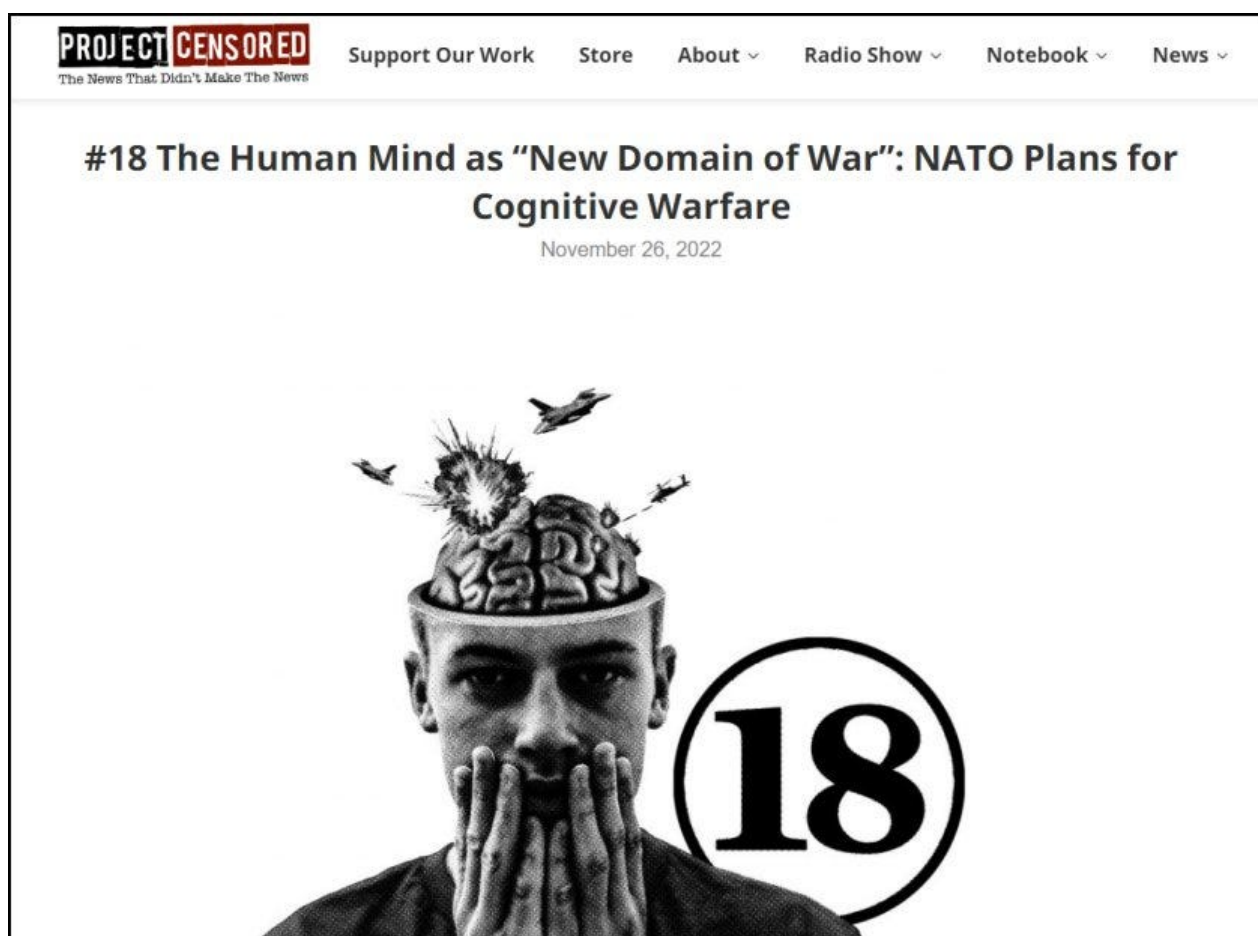 PROJECT CENSORED
The News That Didn't Make The News
Support Our Work
Store
About
Radio Show
Notebook
News
#18 The Human Mind as “New Domain of War”: NATO Plans for
Cognitive Warfare
November 26, 2022
18